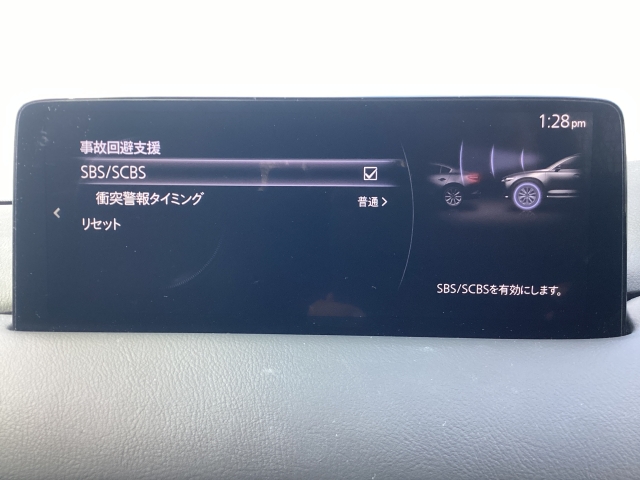 1:28pm
事故回避支援
SBS/SCBS
衝突警報タイミング 普通
リセット
SBS/SCBSを有効にします。